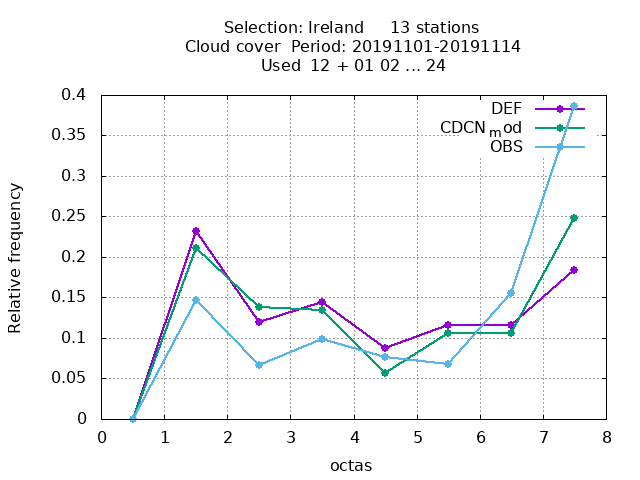 Selection: Ireland 13 stations
Cloud cover Period: 20191101-20191114
Used 12 + 01 02 ... 24
0.4
0.35
0.3
0.25
0.2
0.15
0.1
0.05
0
Relative frequency
DEF
CDCN_mod
OBS
0 1 2 3 4 5 6 7 8
octas